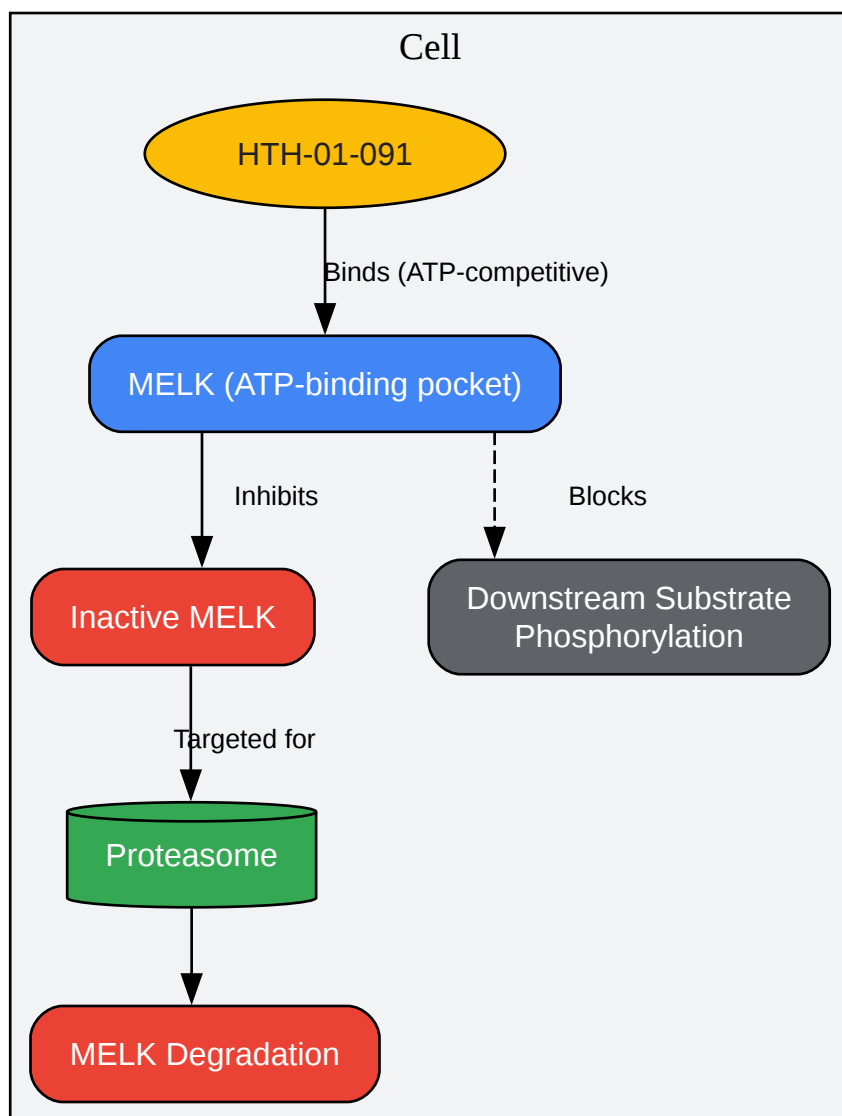 Cell
HTH-01-091
Binds (ATP-competitive)
MELK (ATP-binding pocket)
Inhibits
Blocks
Inactive MELK
Downstream Substrate
Phosphorylation
Targeted for
Proteasome
MELK Degradation